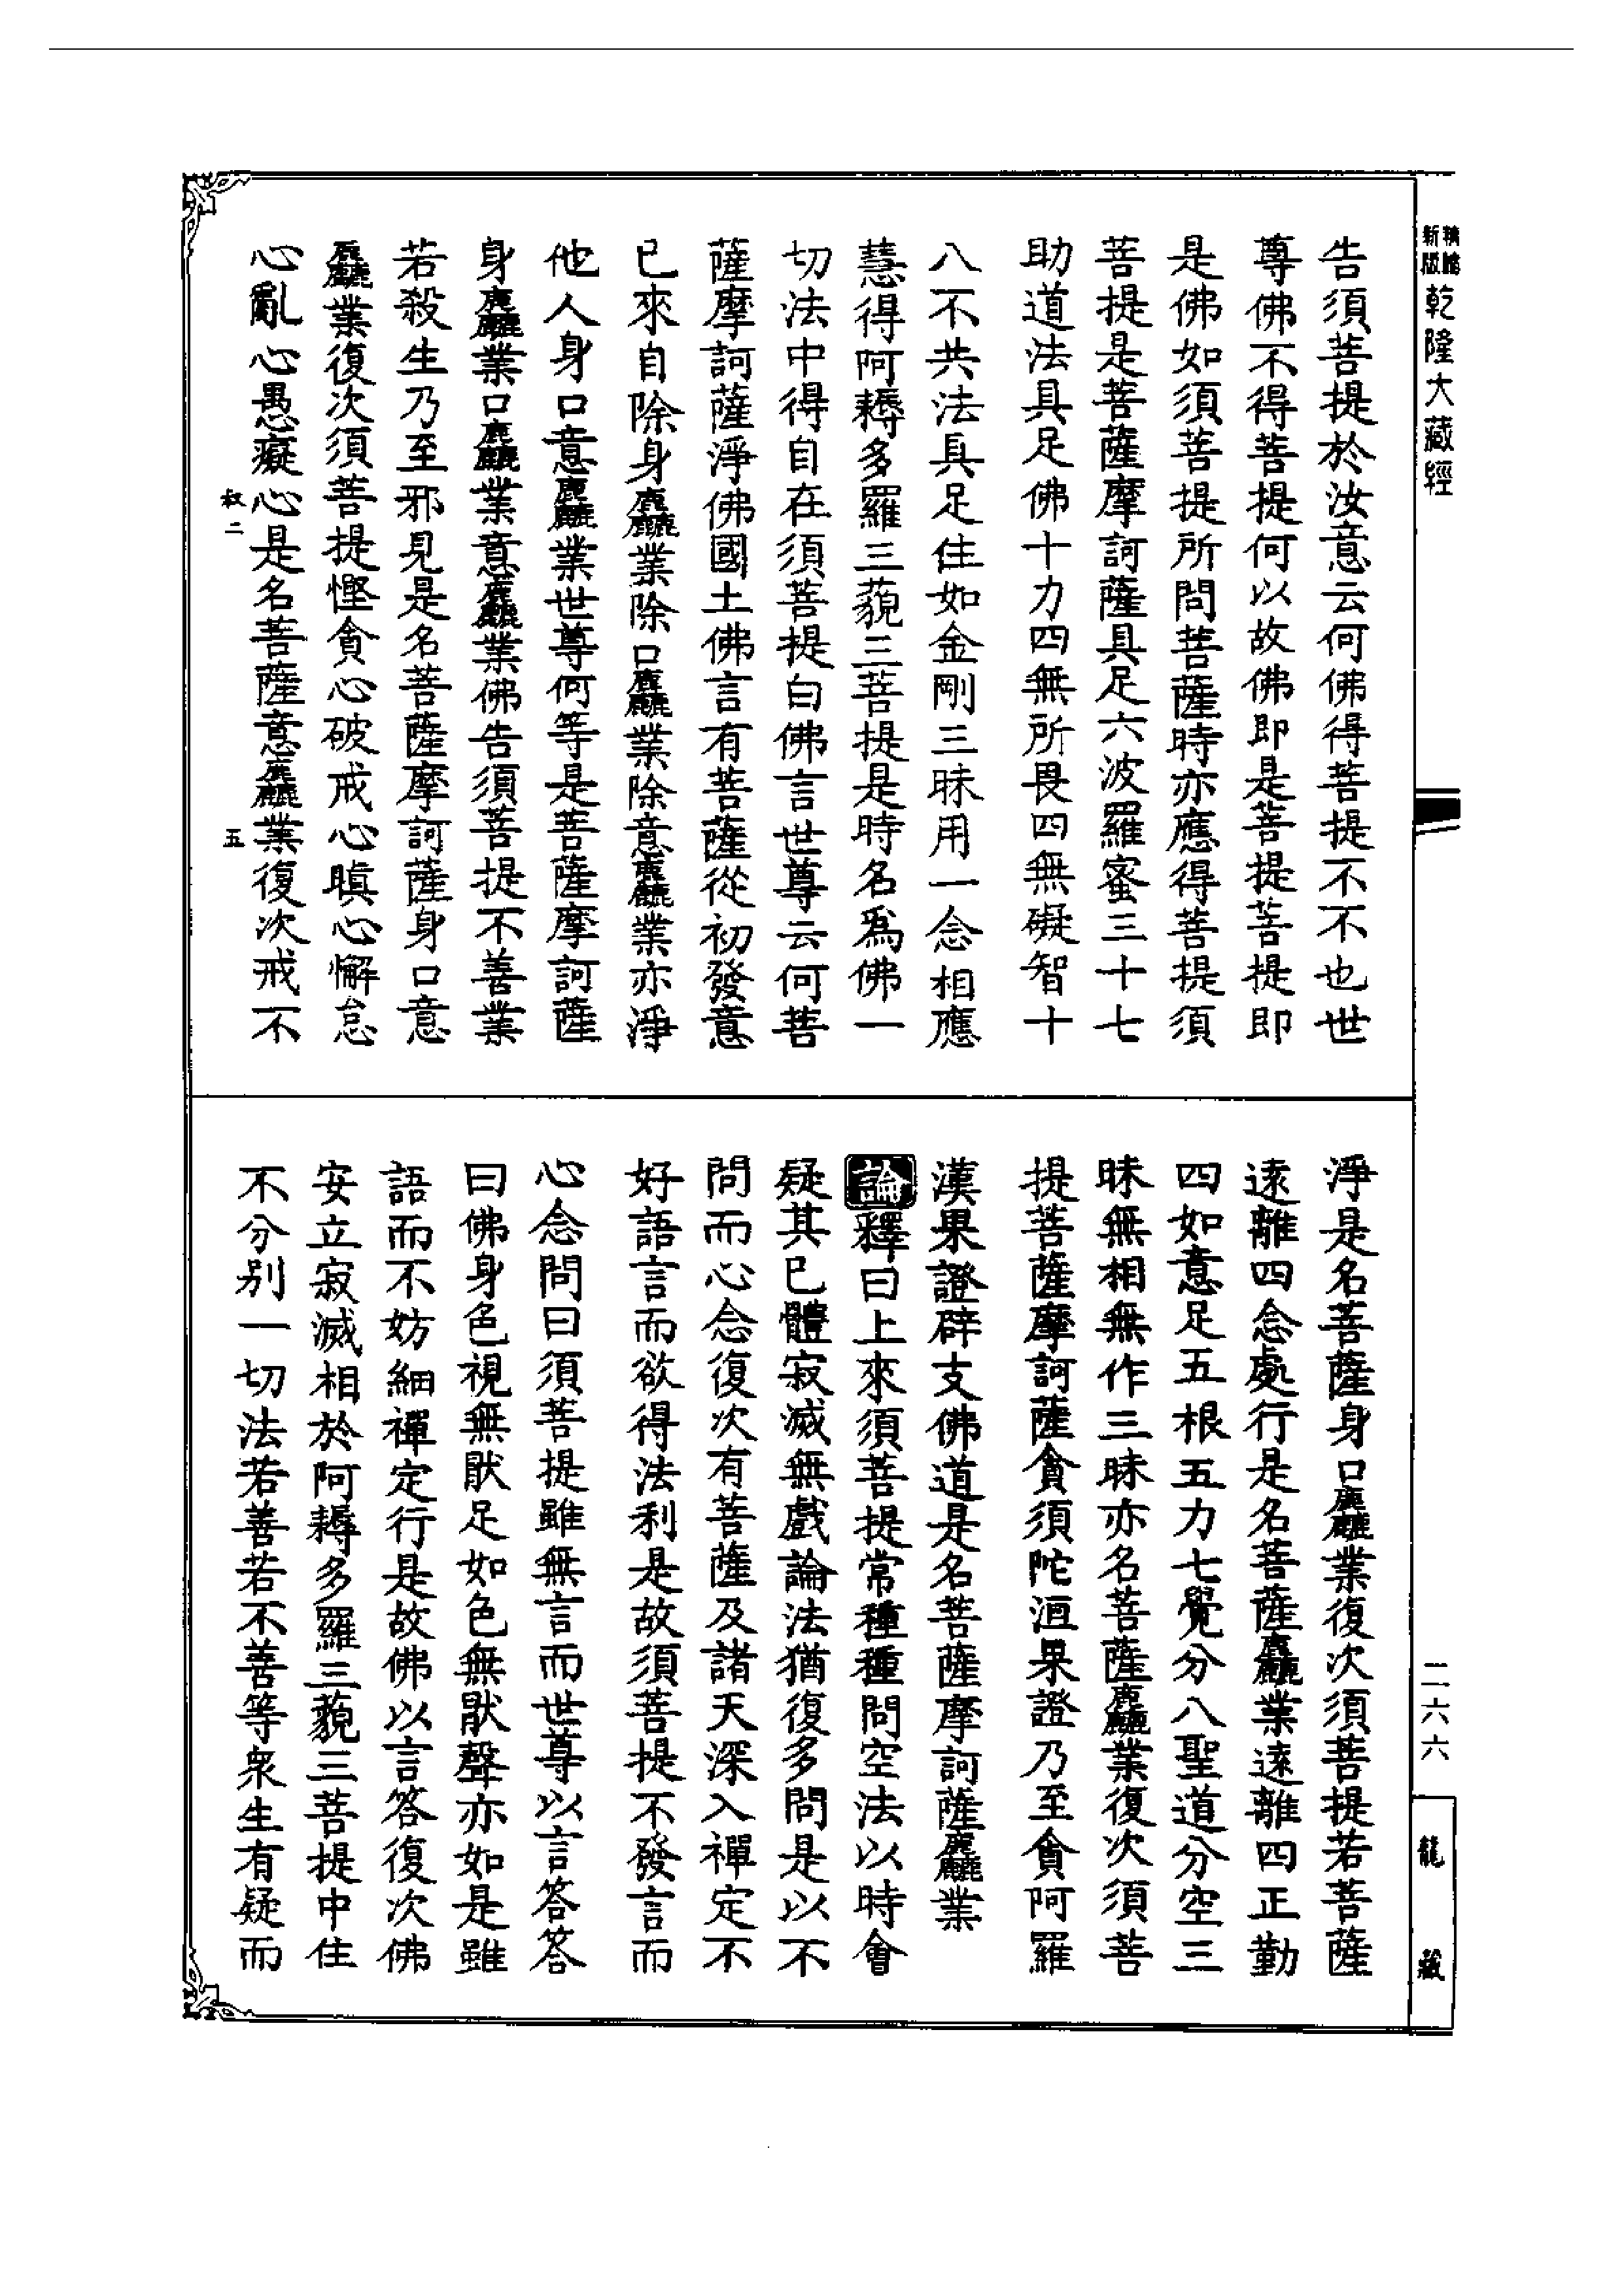 新版
乾隆大藏經
告須菩提於汝意云何佛得菩提不不也世
尊佛不得菩提何以故佛即是菩提菩提即
是佛如須菩提所問菩薩時亦應得菩提須
菩提是菩薩摩訶薩具足六波羅蜜三十七
助道法具足佛十力四無所畏四無礙智十
八不共法具足住如金剛三昧用一念相應
慧得阿耨多羅三藐三菩提是時名爲佛一
切法中得自在須菩提白佛言世尊云何菩
薩摩訶薩淨佛國土佛言有菩薩從初發意
已來自除身麤業除口麤業除意麤業亦淨
他人身口意麤業世尊何等是菩薩摩訶薩
身麤業口麤業意麤業佛告須菩提不善業
若殺生乃至邪見是名菩薩摩訶薩身口意
麤業復次須菩提慳貪心破戒心瞋心懈怠
心亂心愚癡心是名菩薩意麤業復次戒不
二
五
淨是名菩薩身口麤業復次須菩提若菩薩
遠離四念處行是名菩薩麤業遠離四正勤
四如意足五根五力七覺分八聖道分空三
昧無相無作三昧亦名菩薩麤業復次須菩
提菩薩摩訶薩貪須陀洹果證乃至貪阿羅
漢果證辟支佛道是名菩薩摩訶薩麤業
論釋曰上來須菩提常種種問空法以時會
疑其已體寂滅無戲論法猶復多問是以不
問而心念復次有菩薩及諸天深入禪定不
好語言而欲得法利是故須菩提不發言而
心念問曰須菩提雖無言而世尊以言答答
曰佛身色視無猒足如色無猒聲亦如是雖
語而不妨細禪定行是故佛以言答復次佛
安立寂滅相於阿耨多羅三藐三菩提中住
不分别一切法若善若不善等衆生有疑而
二六六
龍藏